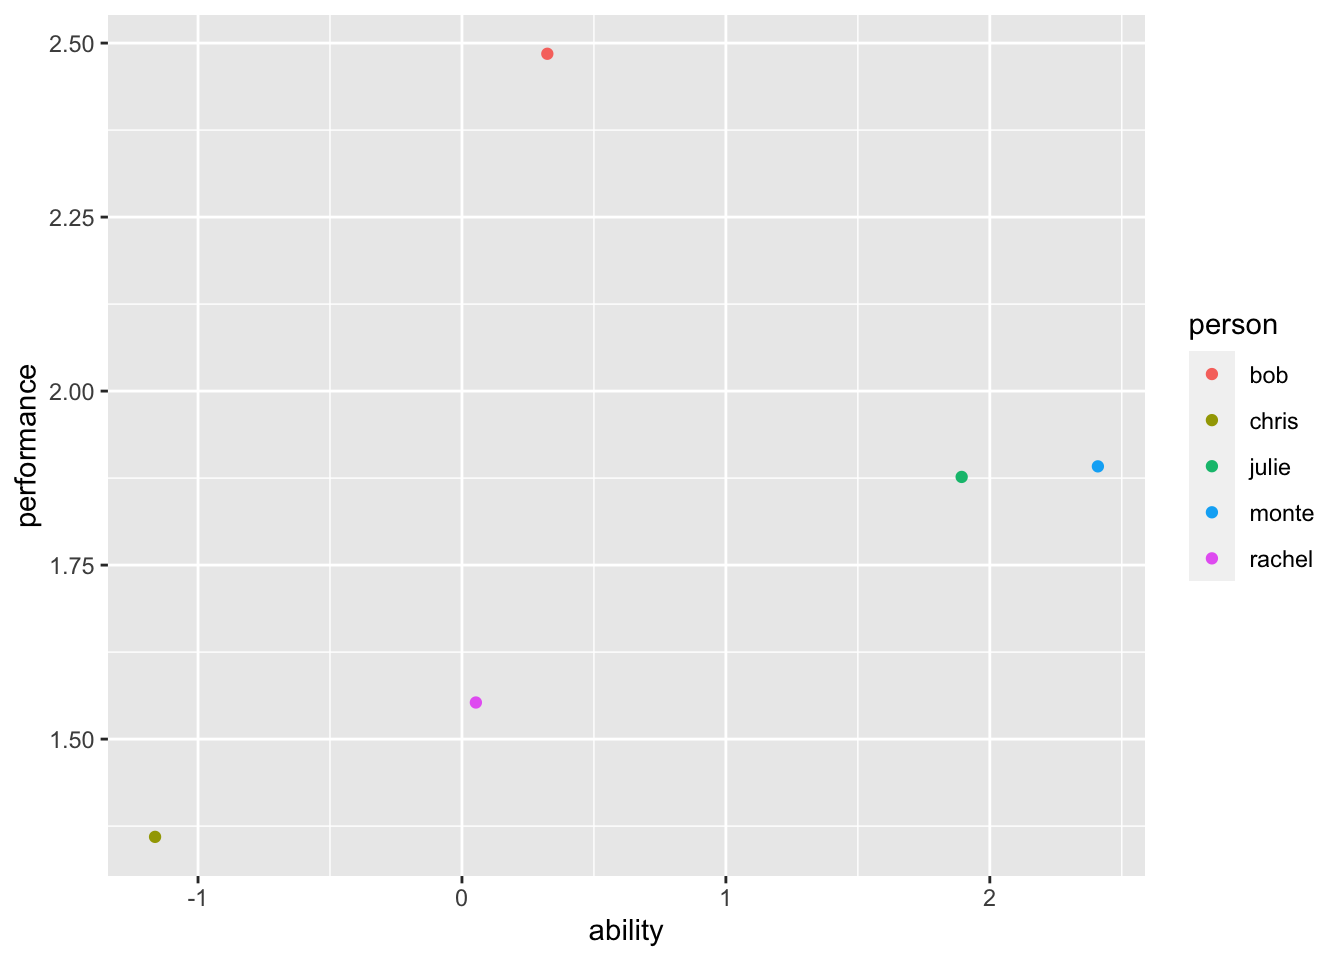 2.50
2.25
2.00
1.75
1.50
performance
-1 0 1 2
ability
person
bob
chris
julie
monte
rachel